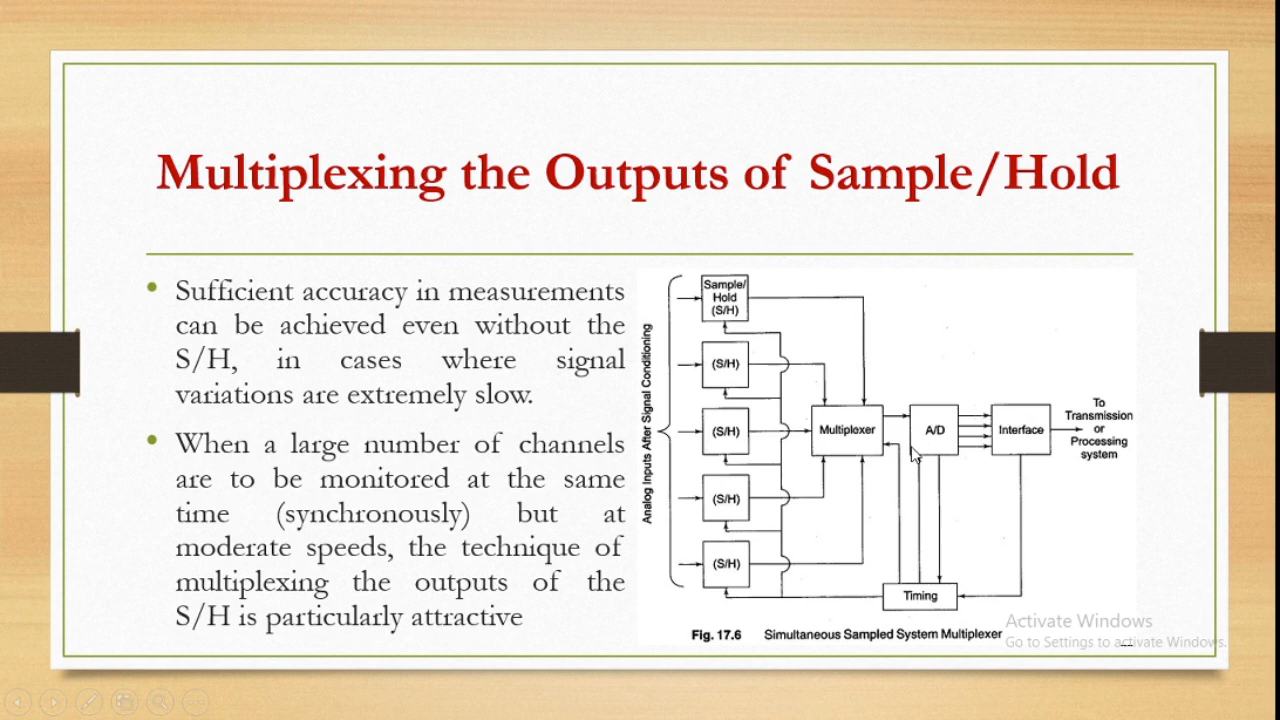 Multiplexing the Outputs of Sample/Hold
• Sufficient accuracy in measurements
can be achieved even without the
S/H, in cases where signal
variations are extremely slow.
• When a large number of channels
are to be monitored at the same
time (synchronously) but at
moderate speeds, the technique of
multiplexing the outputs of the
S/H is particularly attractive
Analog Inputs After Signal Conditioning
Sample/
Hold
(S/H)
(S/H)
(S/H)
(S/H)
(S/H)
Multiplexer
A/D
Interface
To
Transmission
or
Processing
system
Timing
Fig. 17.6 Simultaneous Sampled System Multiplexer
Activate Windows
Go to Settings to activate Windows.